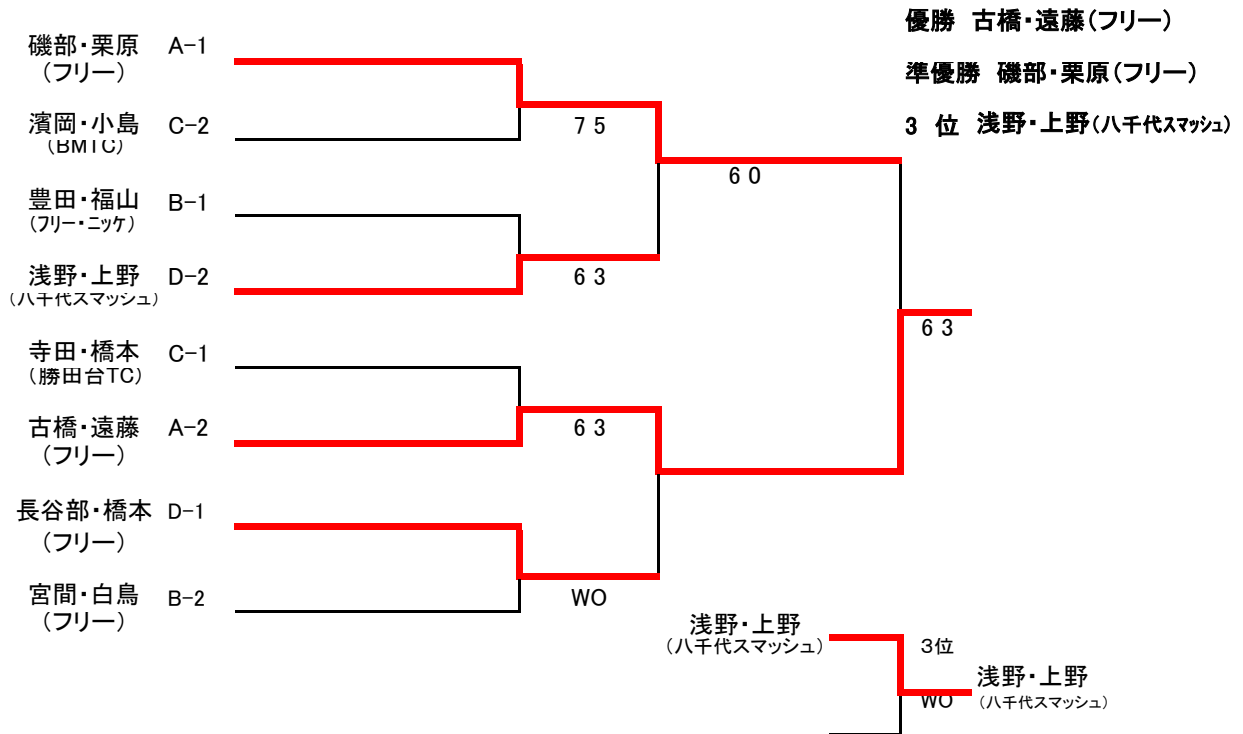 優勝 古橋・遠藤(フリー)
準優勝 磯部・栗原(フリー)
3 位 浅野・上野(八千代スマッシュ)
磯部・栗原 A-1
(フリー)
濱岡・小島 C-2
(BMTC)
7 5
6 0
豊田・福山 B-1
(フリー・ニッケ)
浅野・上野 D-2
(八千代スマッシュ)
6 3
6 3
寺田・橋本 C-1
(勝田台TC)
古橋・遠藤 A-2
(フリー)
6 3
長谷部・橋本 D-1
(フリー)
宮間・白鳥 B-2
(フリー)
WO
浅野・上野
(八千代スマッシュ)
3位
浅野・上野
WO (八千代スマッシュ)